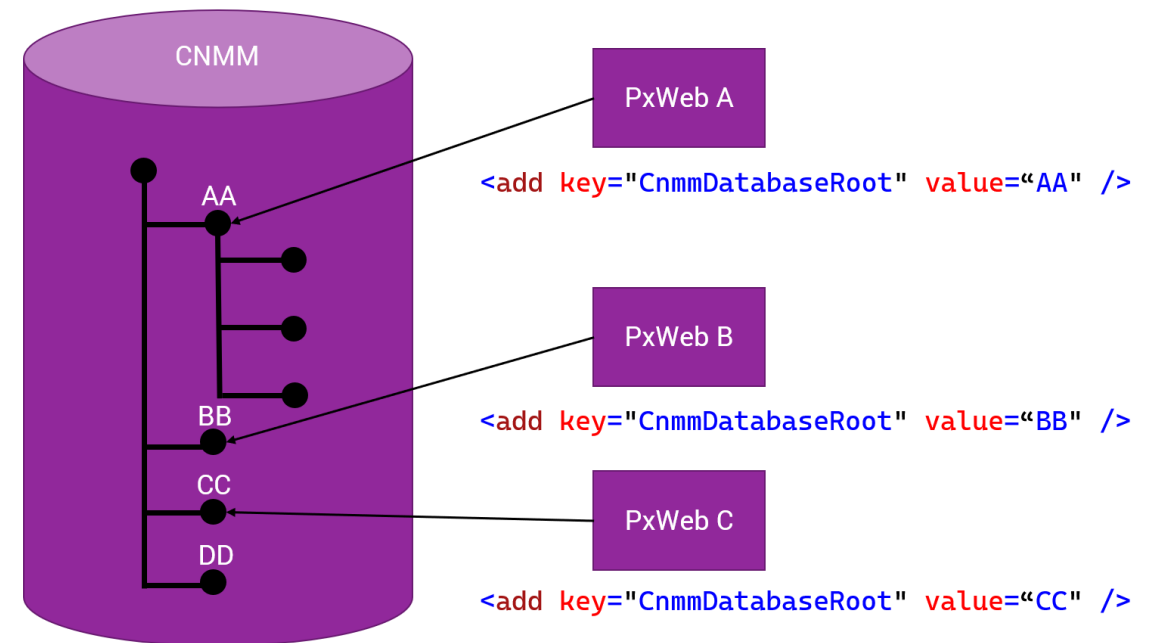 CNMM
PxWeb A
<add key="CnmmDatabaseRoot" value=“AA" />
AA
PxWeb B
BB
<add key="CnmmDatabaseRoot" value=“BB" />
CC
PxWeb C
DD
<add key="CnmmDatabaseRoot" value=“CC" />